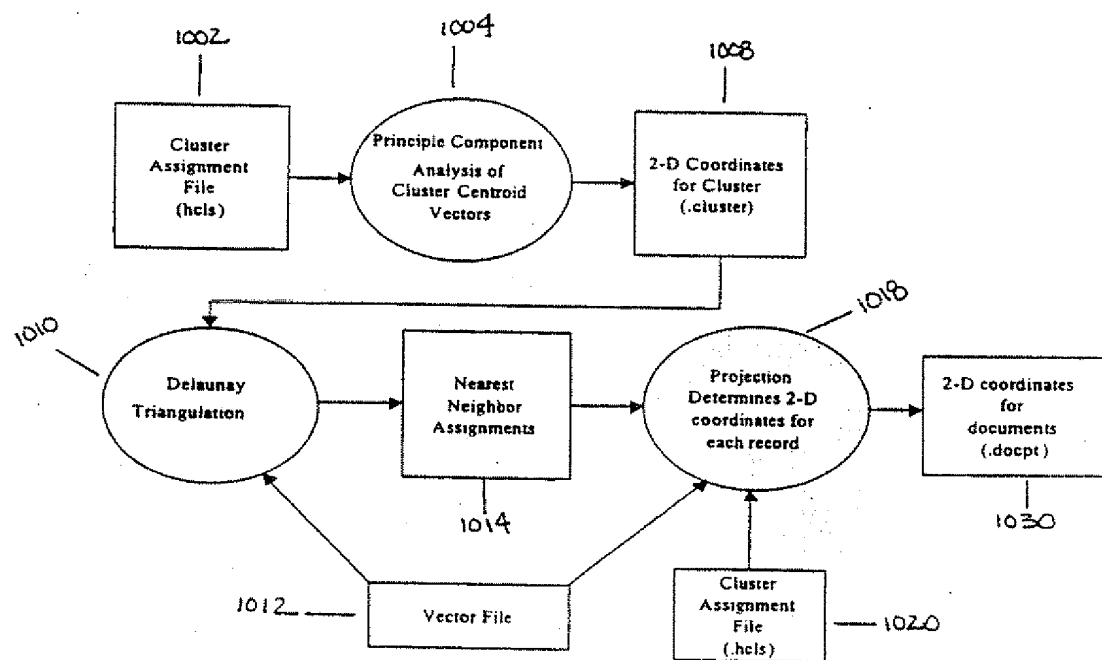 1002
1004
1008
Cluster
Assignment
File
(hcls)
Principle Component
Analysis of
Cluster Centroid
Vectors
2-D Coordinates
for Cluster
(.cluster)
1010
1018
Delaunay
Triangulation
Nearest
Neighbor
Assignments
Projection
Determines 2-D
coordinates for
each record
2-D coordinates
for
documents
(.docpt)
1014
1030
1012
Vector File
Cluster
Assignment
File
(.hcls)
1020